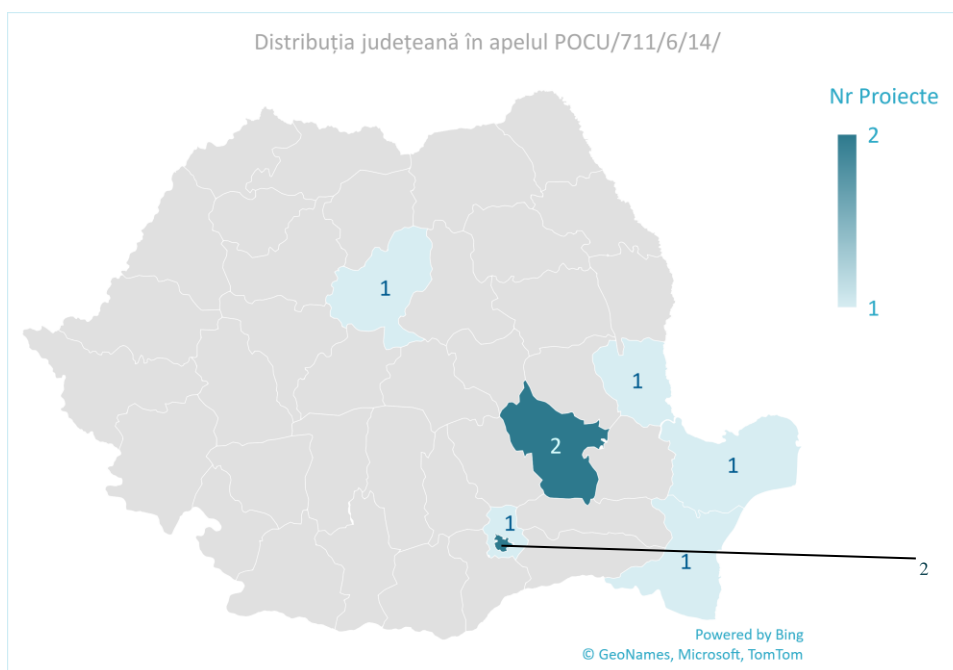 Distribuția județeană în apelul POCU/711/6/14/
Nr Proiecte
2
1
1
1
2
1
1
1
2
Powered by Bing
© GeoNames, Microsoft, TomTom